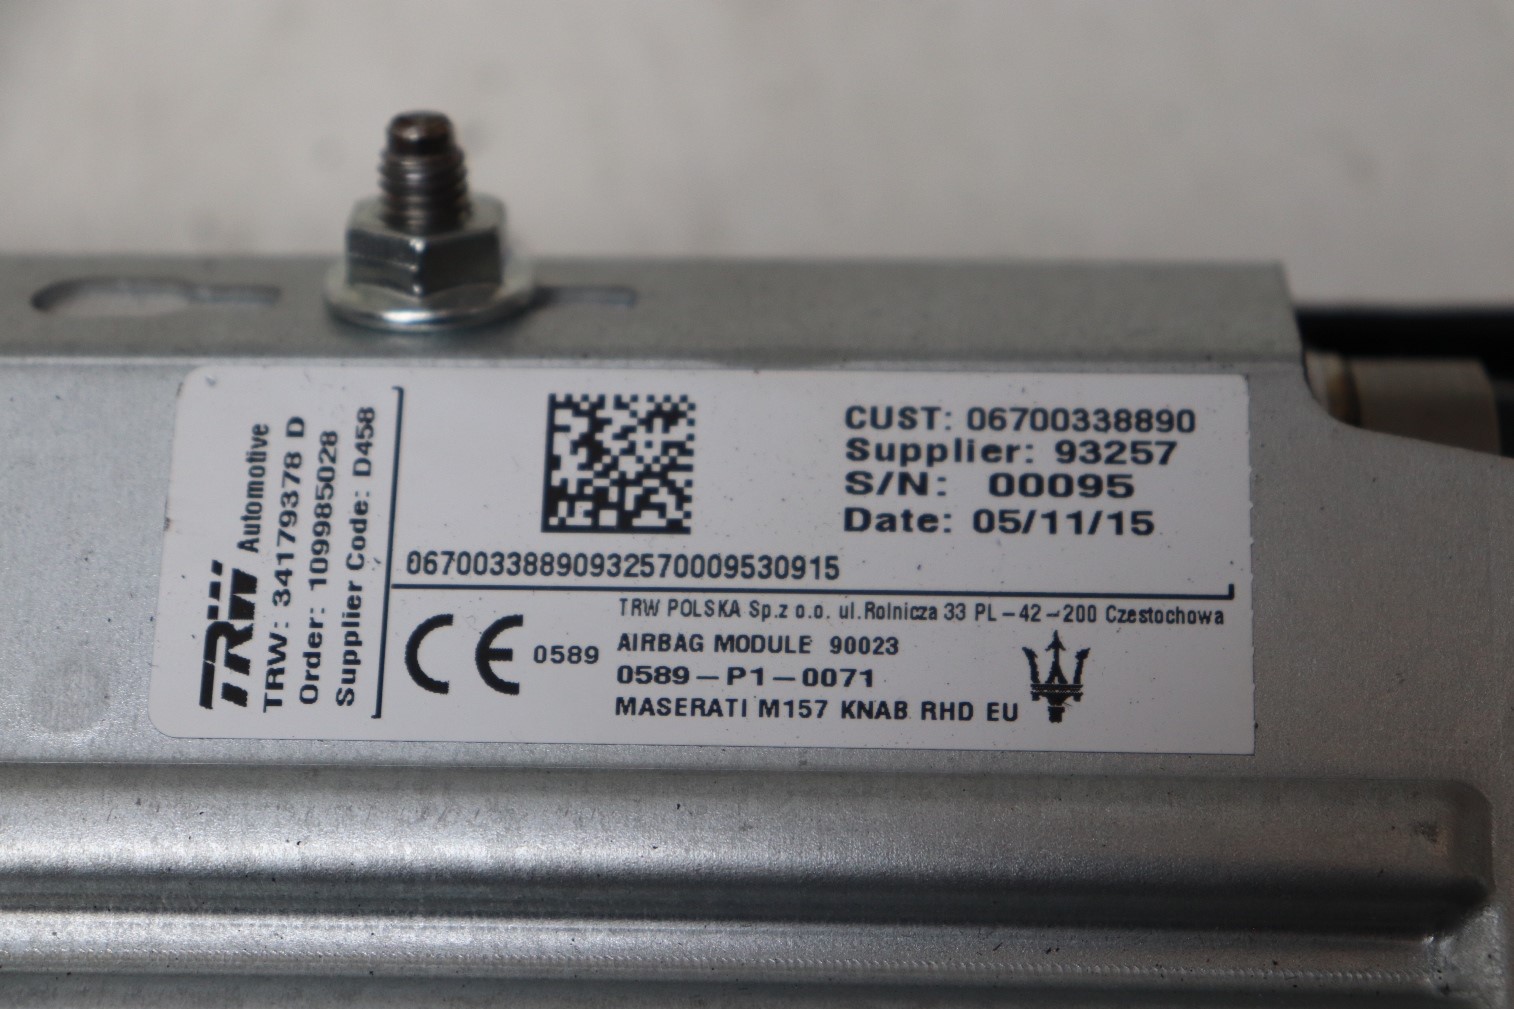 TRW Automotive
TRW: 34179378 D
Order: 109985028
Supplier Code: D458
CUST: 06700338890
Supplier: 93257
S/N: 00095
Date: 05/11/15
06700338890932570009530915
TRW POLSKA Sp.z o.o. ul.Rolnicza 33 PL-42-200 Czestochowa
CE 0589
AIRBAG MODULE 90023
0589-P1-0071
MASERATI M157 KNAB RHD EU